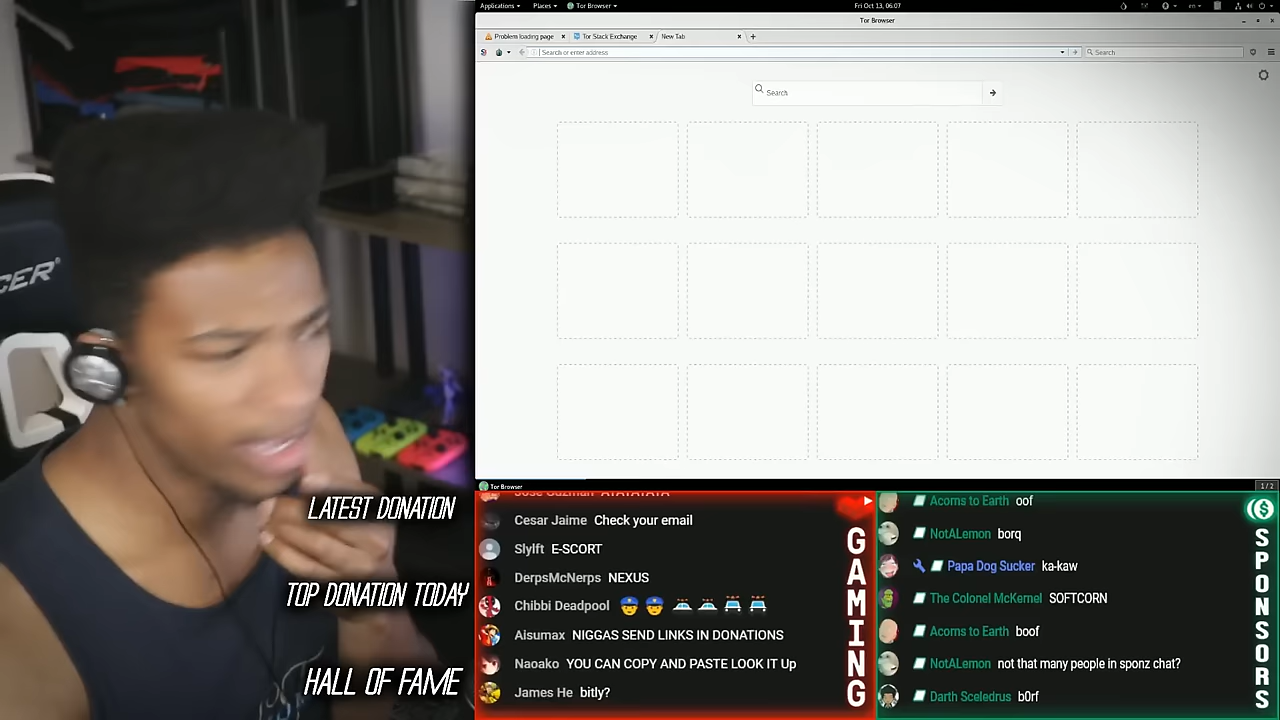 Applications Places Tor Browser Fri Oct 13, 06:07 en
Tor Browser
Problem loading page Tor Stack Exchange New Tab
Search or enter address Search
Search
CER
Tor Browser 1 / 2
LATEST DONATION
TOP DONATION TODAY
HALL OF FAME
Jose Guzman AYAYAYAYA
Cesar Jaime Check your email
Slylft E-SCORT
DerpsMcNerps NEXUS
Chibbi Deadpool 👮 👮 🚓 🚓 🚔 🚔
Aisumax NIGGAS SEND LINKS IN DONATIONS
Naoako YOU CAN COPY AND PASTE LOOK IT Up
James He bitly?
GAMING
Acorns to Earth oof
NotALemon borq
Papa Dog Sucker ka-kaw
The Colonel McKernel SOFTCORN
Acorns to Earth boof
NotALemon not that many people in sponz chat?
Darth Sceledrus b0rf
SPONSORS